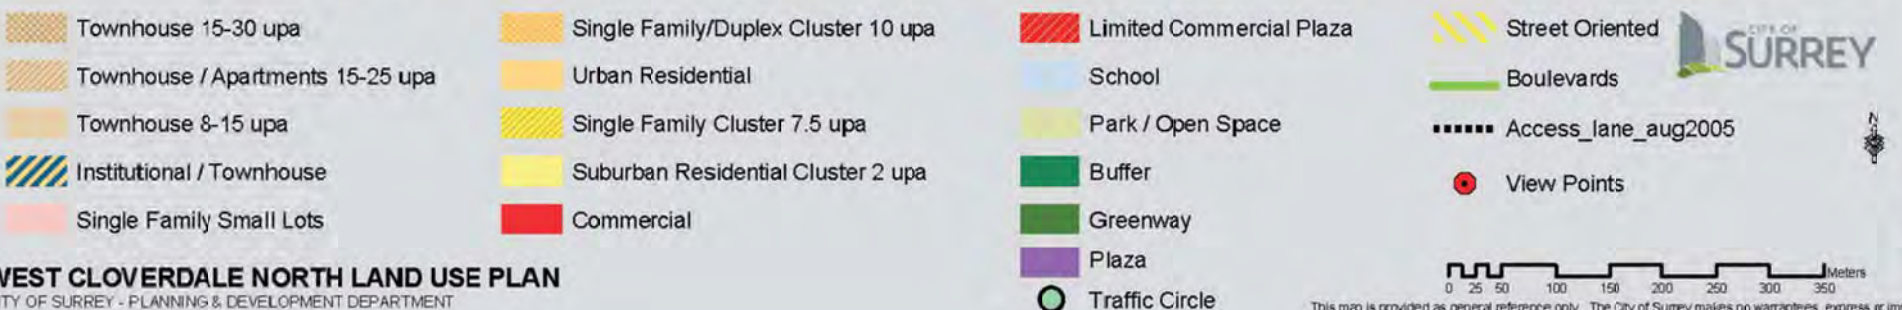 Townhouse 15-30 upa
Townhouse / Apartments 15-25 upa
Townhouse 8-15 upa
Institutional / Townhouse
Single Family Small Lots
Single Family/Duplex Cluster 10 upa
Urban Residential
Single Family Cluster 7.5 upa
Suburban Residential Cluster 2 upa
Commercial
Limited Commercial Plaza
School
Park / Open Space
Buffer
Greenway
Plaza
Traffic Circle
Street Oriented
Boulevards
Access_lane_aug2005
View Points
CITY OF
SURREY
N
WEST CLOVERDALE NORTH LAND USE PLAN
CITY OF SURREY - PLANNING & DEVELOPMENT DEPARTMENT
Meters
0 25 50 100 150 200 250 300 350
This map is provided as general reference only. The City of Surrey makes no warrantees, express or